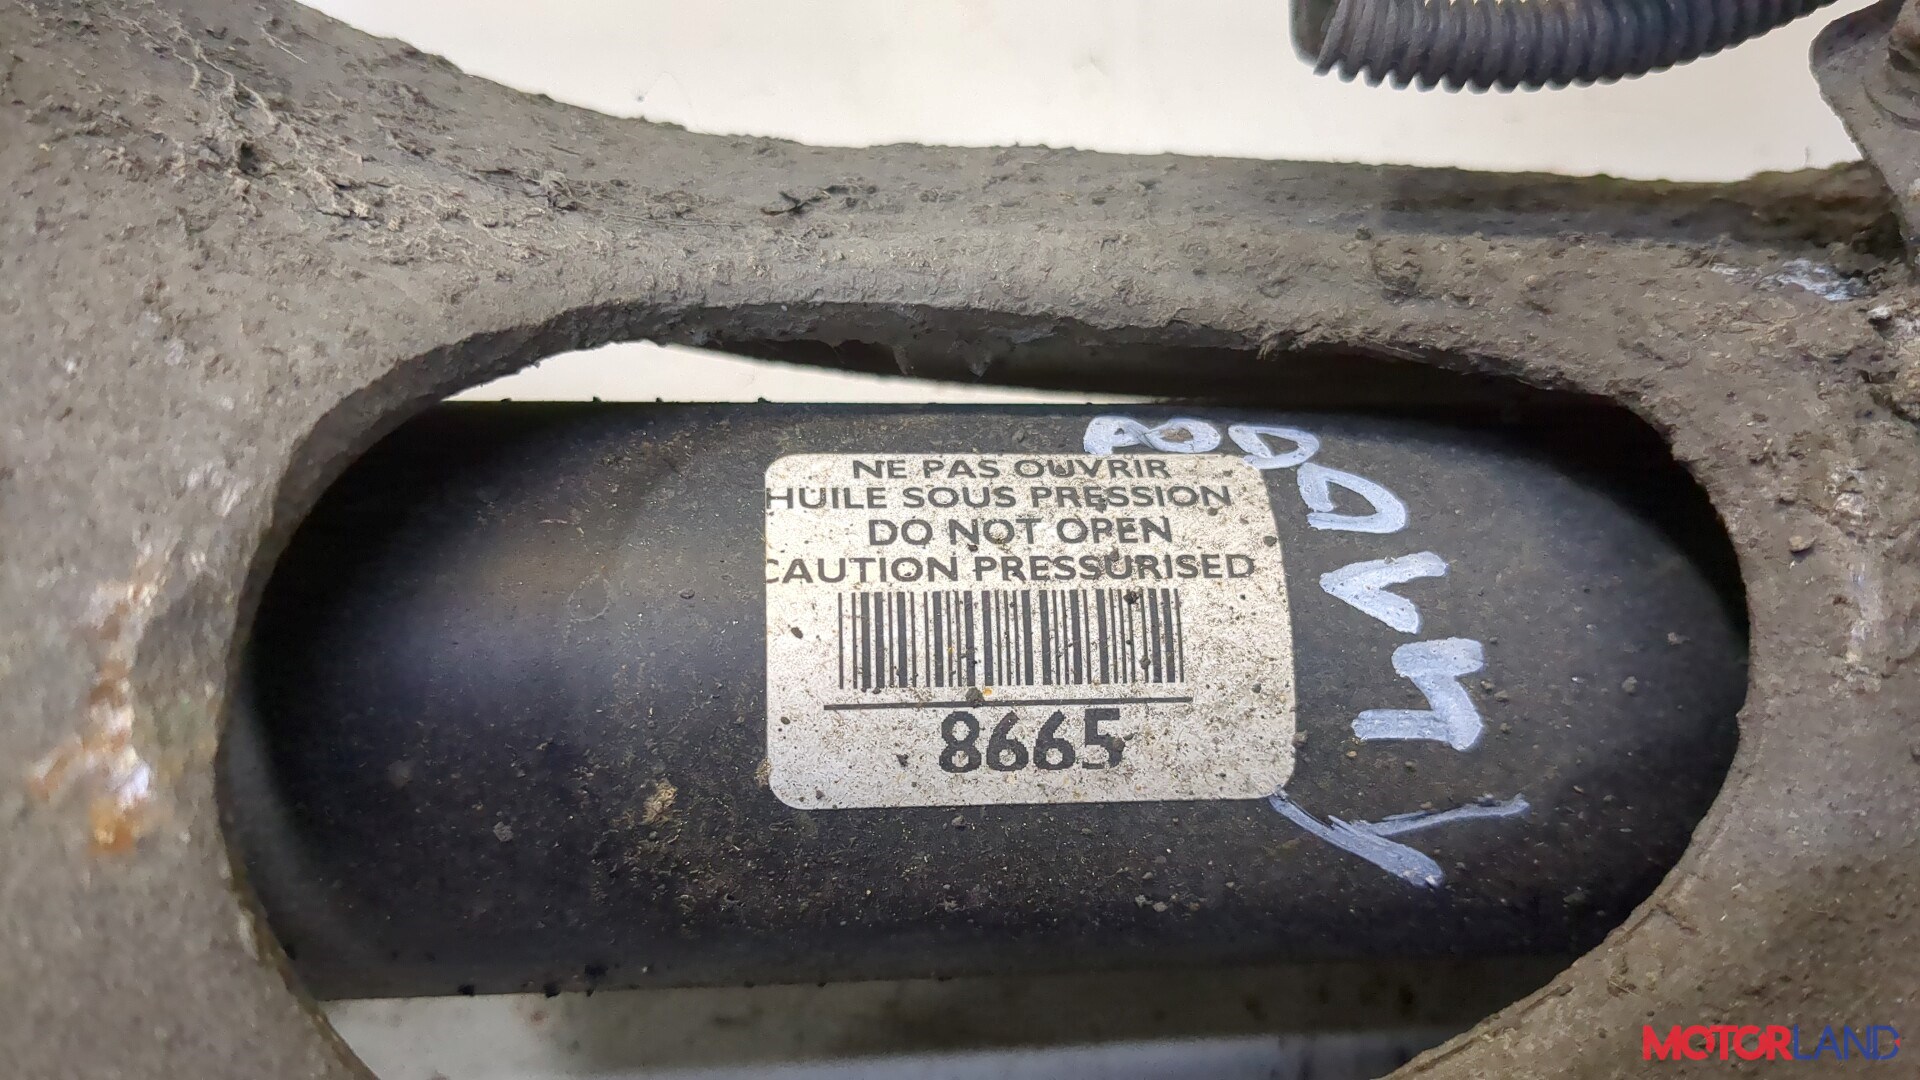 NE PAS OUVRIR
HUILE SOUS PRESSION
DO NOT OPEN
CAUTION PRESSURISED
8665
MOTORLAND